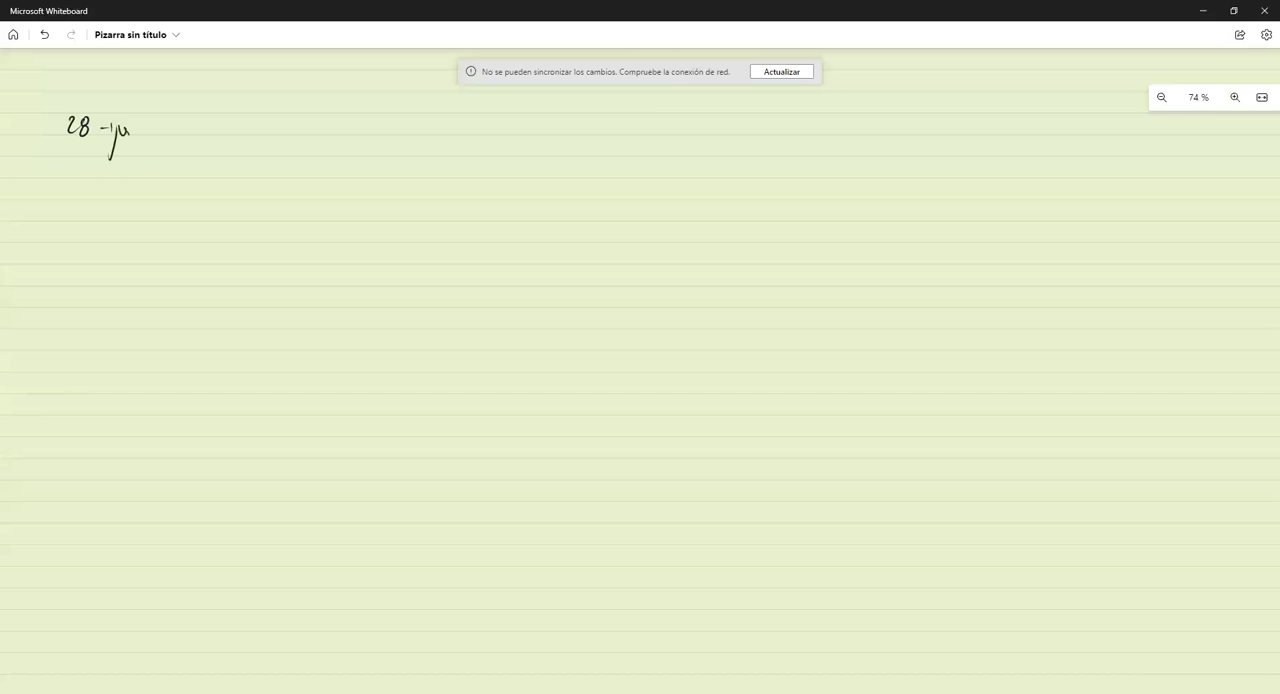 Microsoft Whiteboard
Pizarra sin título
No se pueden sincronizar los cambios. Compruebe la conexión de red. Actualizar
74 %
28 - ju